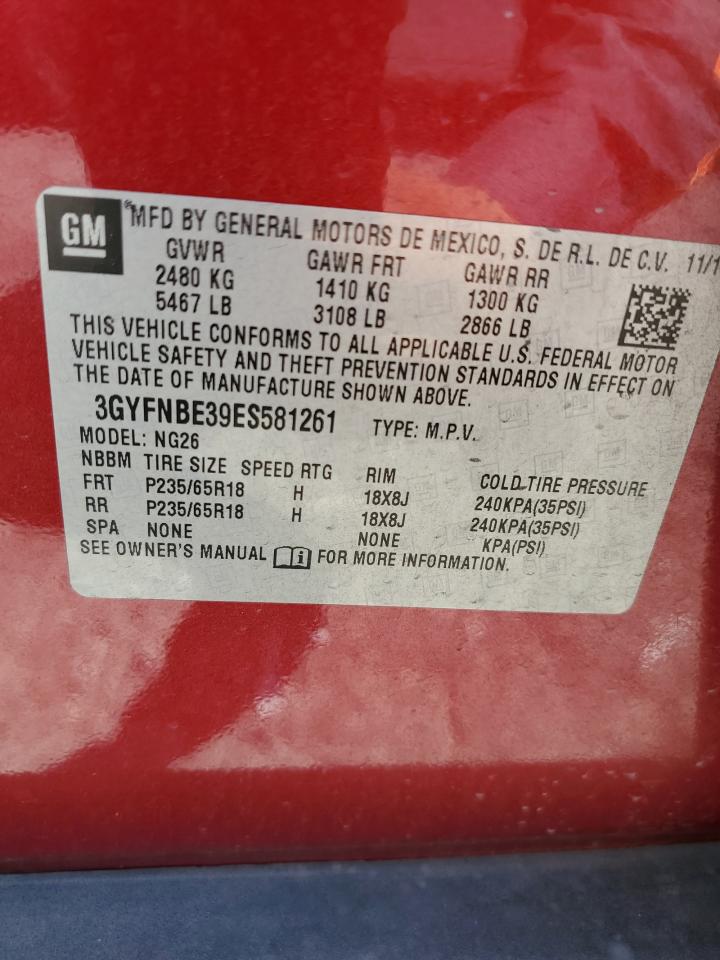 GM
® MFD BY GENERAL MOTORS DE MEXICO, S. DE R.L. DE C.V. 11/1
GVWR GAWR FRT GAWR RR
2480 KG 1410 KG 1300 KG
5467 LB 3108 LB 2866 LB
THIS VEHICLE CONFORMS TO ALL APPLICABLE U.S. FEDERAL MOTOR
VEHICLE SAFETY AND THEFT PREVENTION STANDARDS IN EFFECT ON
THE DATE OF MANUFACTURE SHOWN ABOVE.
3GYFNBE39ES581261 TYPE: M.P.V.
MODEL: NG26
NBBM TIRE SIZE SPEED RTG RIM COLD TIRE PRESSURE
FRT P235/65R18 H 18X8J 240KPA(35PSI)
RR P235/65R18 H 18X8J 240KPA(35PSI)
SPA NONE NONE KPA(PSI)
SEE OWNER'S MANUAL i FOR MORE INFORMATION.